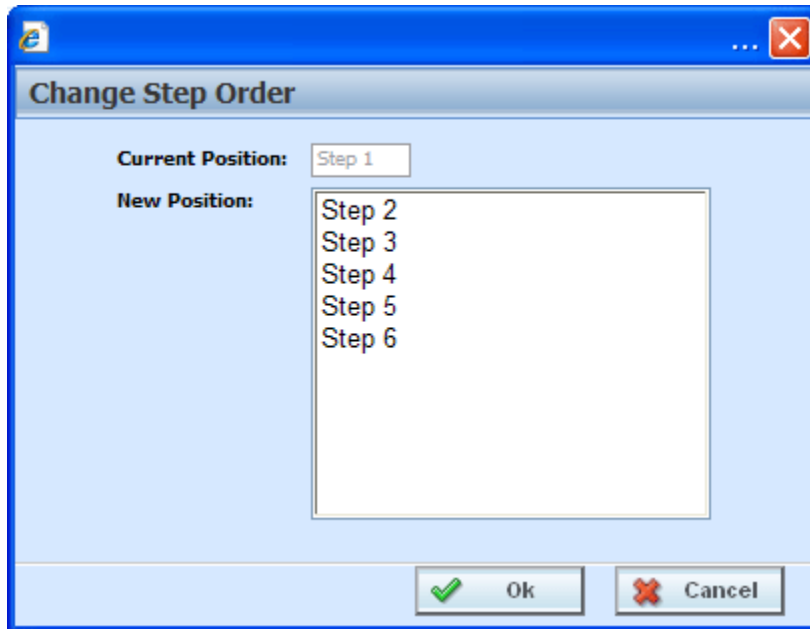 ...
Change Step Order
Current Position: Step 1
New Position:
Step 2
Step 3
Step 4
Step 5
Step 6
Ok Cancel